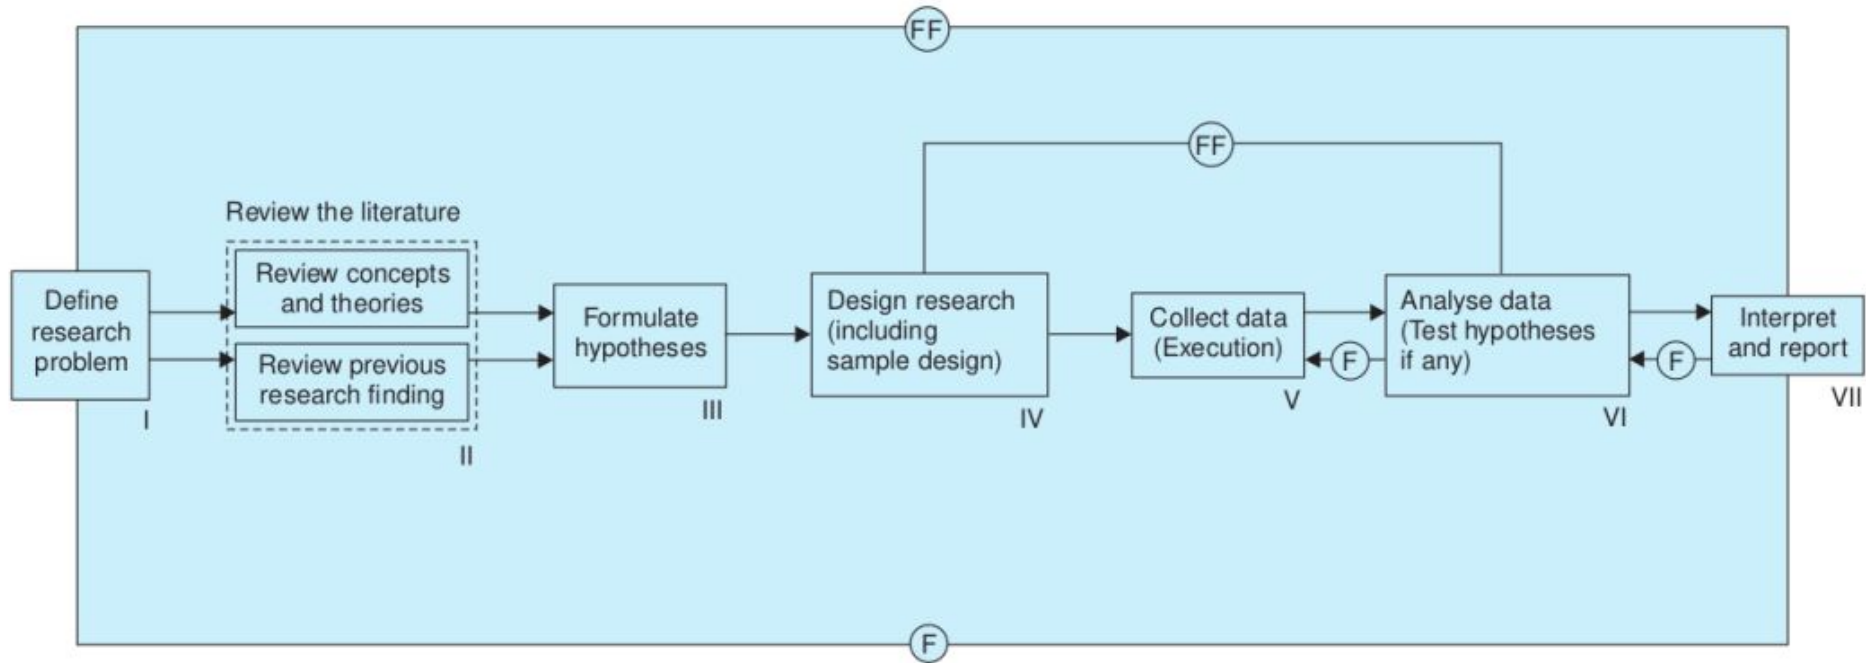 FF
FF
Review the literature
Define
research
problem
I
Review concepts
and theories
Review previous
research finding
II
Formulate
hypotheses
III
Design research
(including
sample design)
IV
Collect data
(Execution)
V
F
Analyse data
(Test hypotheses
if any)
VI
F
Interpret
and report
VII
F